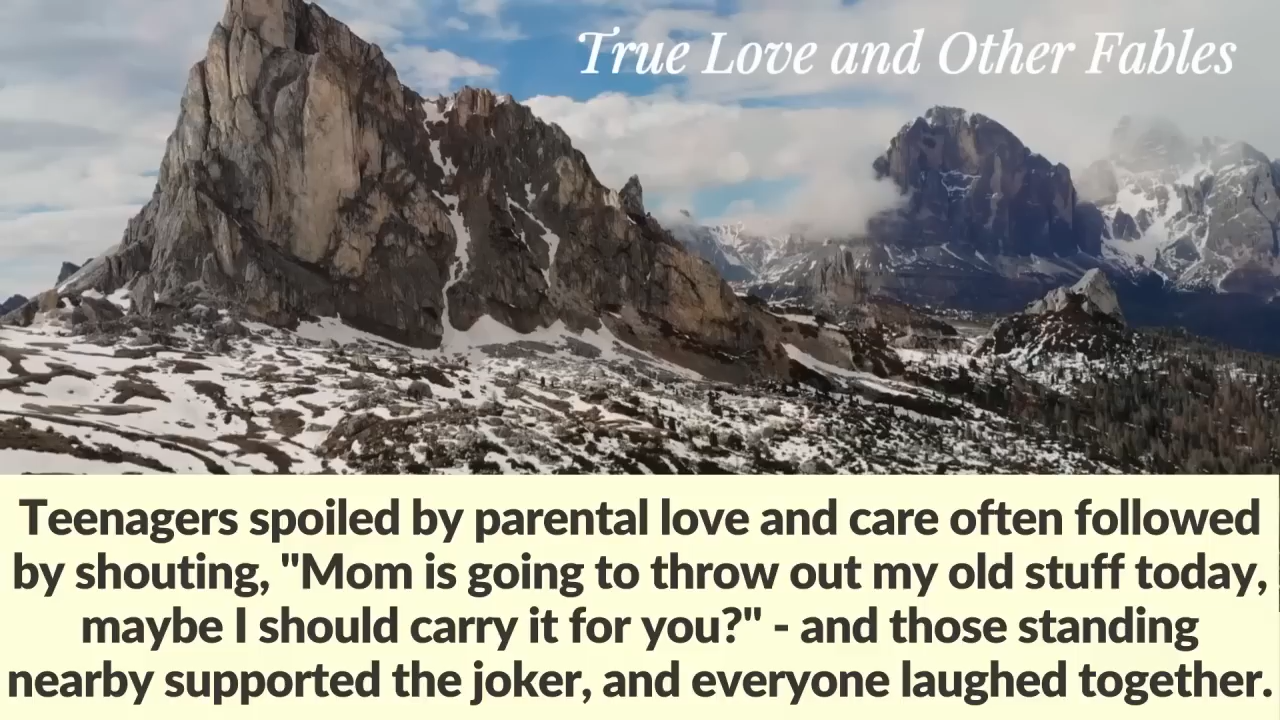 True Love and Other Fables
Teenagers spoiled by parental love and care often followed
by shouting, "Mom is going to throw out my old stuff today,
maybe I should carry it for you?" - and those standing
nearby supported the joker, and everyone laughed together.